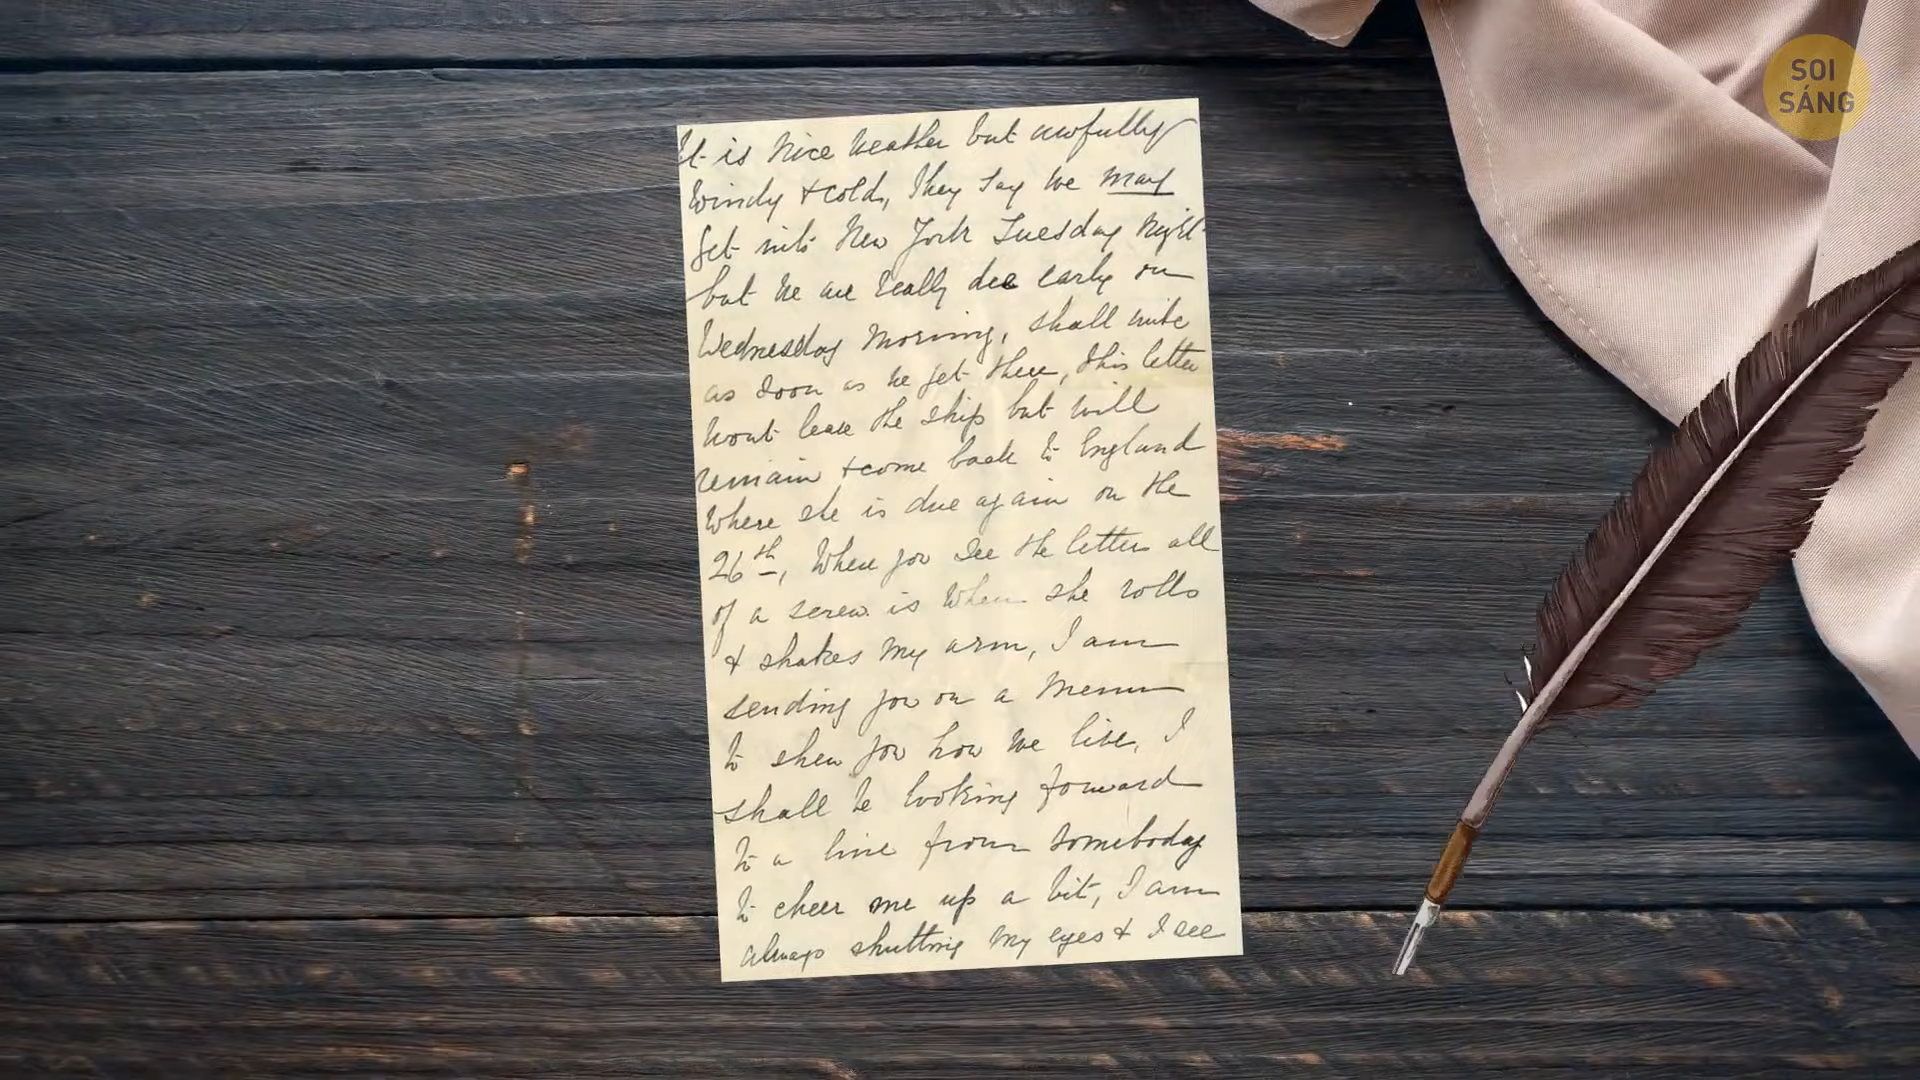 It is nice weather but awfully
windy & cold, they say we may
get into New York Tuesday night
but we are really due early on
Wednesday morning, shall write
as soon as we get there, this letter
wont leave the ship but will
remain & come back to England
where she is due again on the
26th, When you see the letter all
of a screw is when she rolls
& shakes my arm, I am
sending you on a menu
to shew you how we live, I
shall be looking forward
to a line from somebody
to cheer me up a bit, I am
always shutting my eyes & I see
SOI
SÁNG